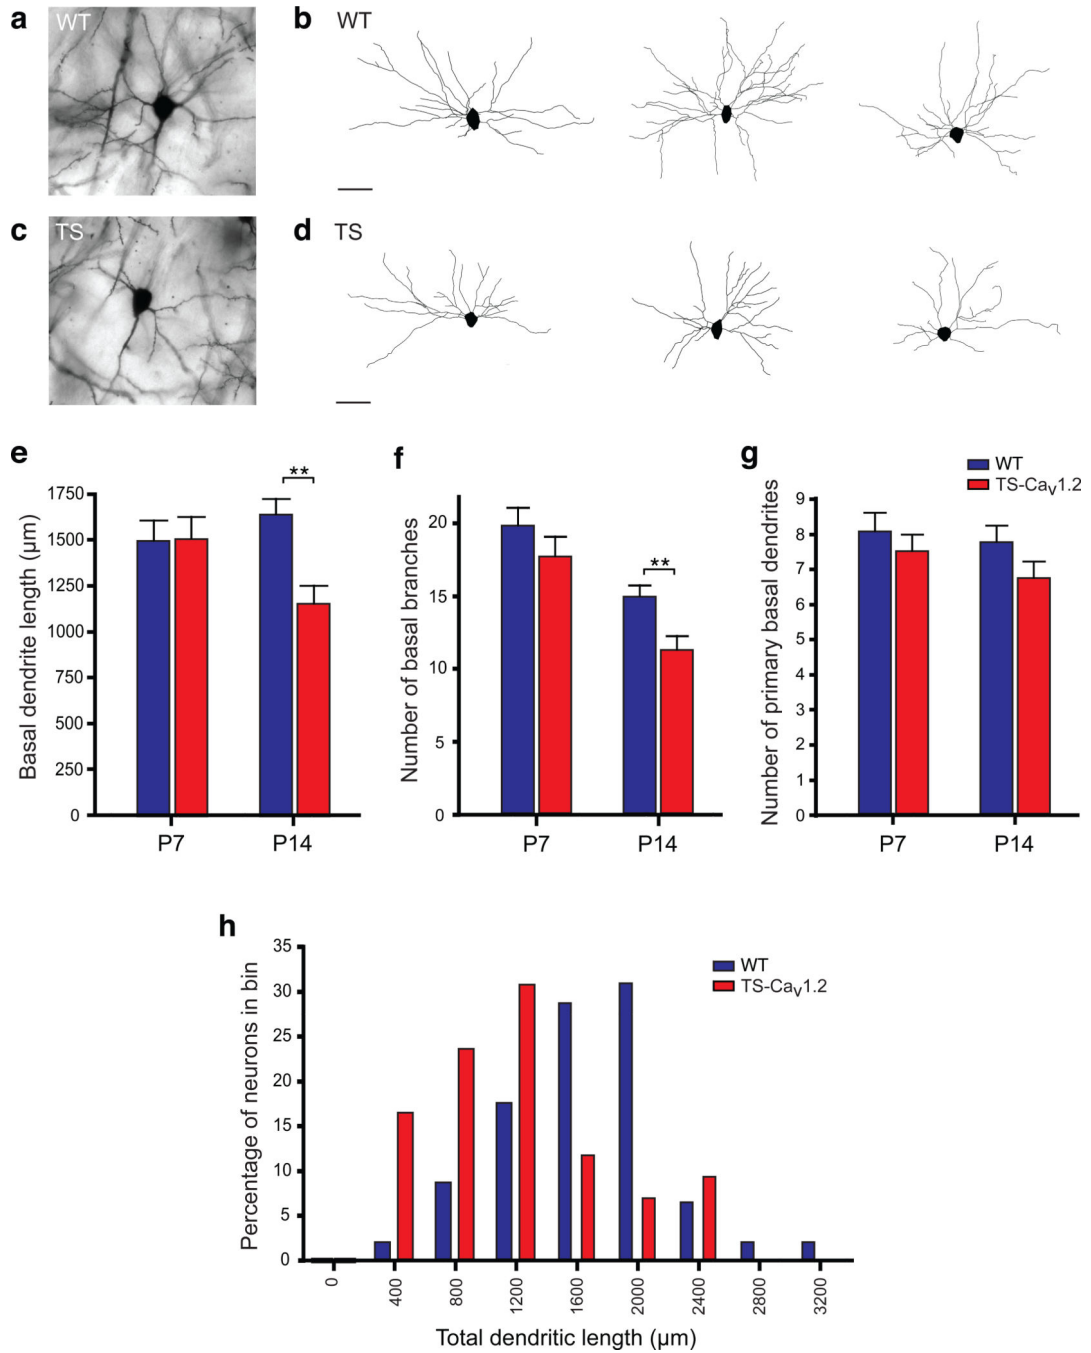 a WT
b WT
c TS
d TS
e
**
Basal dendrite length (µm)
1750
1500
1250
1000
750
500
250
0
P7 P14
f
**
Number of basal branches
20
15
10
5
0
P7 P14
g
WT
TS-CaV1.2
Number of primary basal dendrites
9
8
7
6
5
4
3
2
1
0
P7 P14
h
WT
TS-CaV1.2
Percentage of neurons in bin
35
30
25
20
15
10
5
0
0 400 800 1200 1600 2000 2400 2800 3200
Total dendritic length (µm)